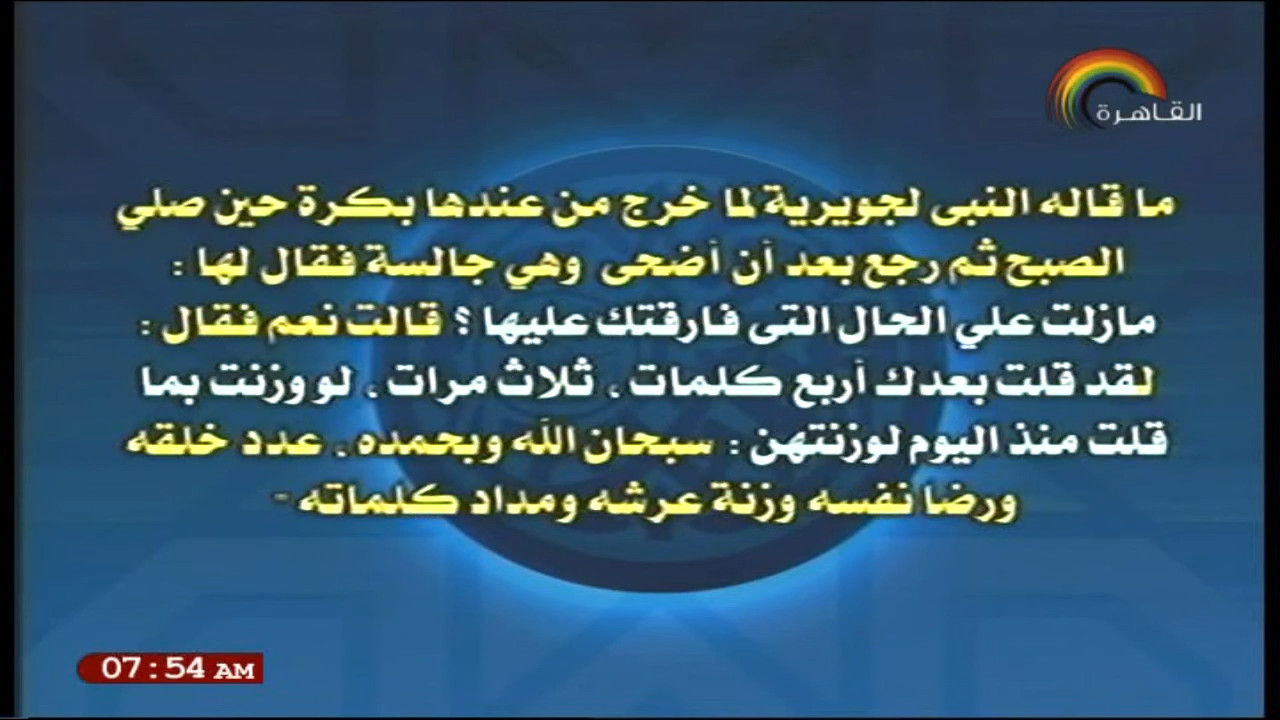 القاهرة
ما قاله النبى لجويرية لما خرج من عندها بكرة حين صلي
الصبح ثم رجع بعد أن أضحى وهي جالسة فقال لها :
مازلت علي الحال التى فارقتك عليها ؟ قالت نعم فقال :
لقد قلت بعدك أربع كلمات ، ثلاث مرات ، لو وزنت بما
قلت منذ اليوم لوزنتهن : سبحان الله وبحمده ، عدد خلقه
ورضا نفسه وزنة عرشه ومداد كلماته -
07:54 AM